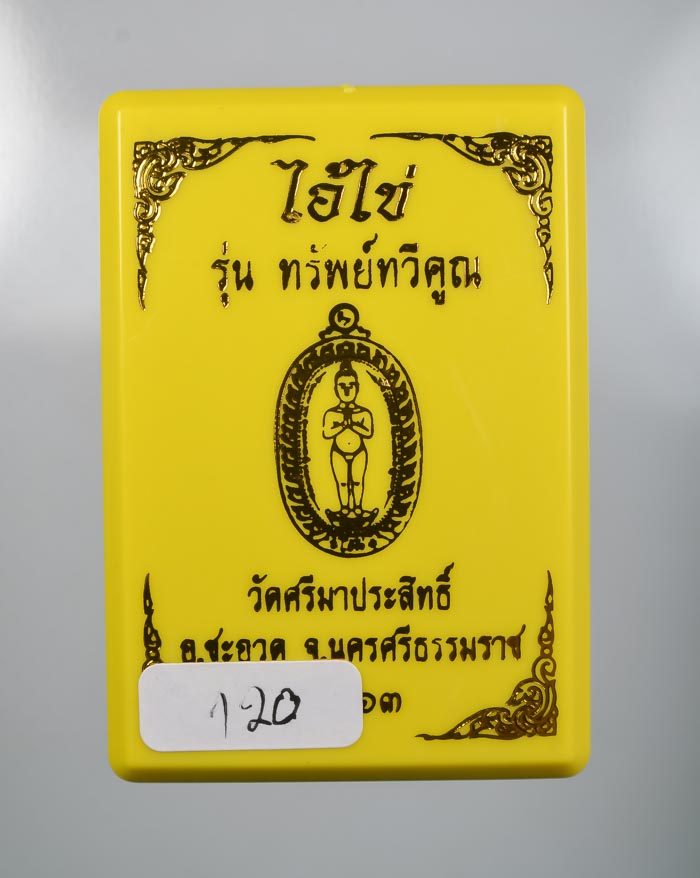 ไอ้ไข่
รุ่น ทรัพย์ทวีคูณ
วัดศรีมาประสิทธิ์
อ.ชะอวด จ.นครศรีธรรมราช
๖๓
120